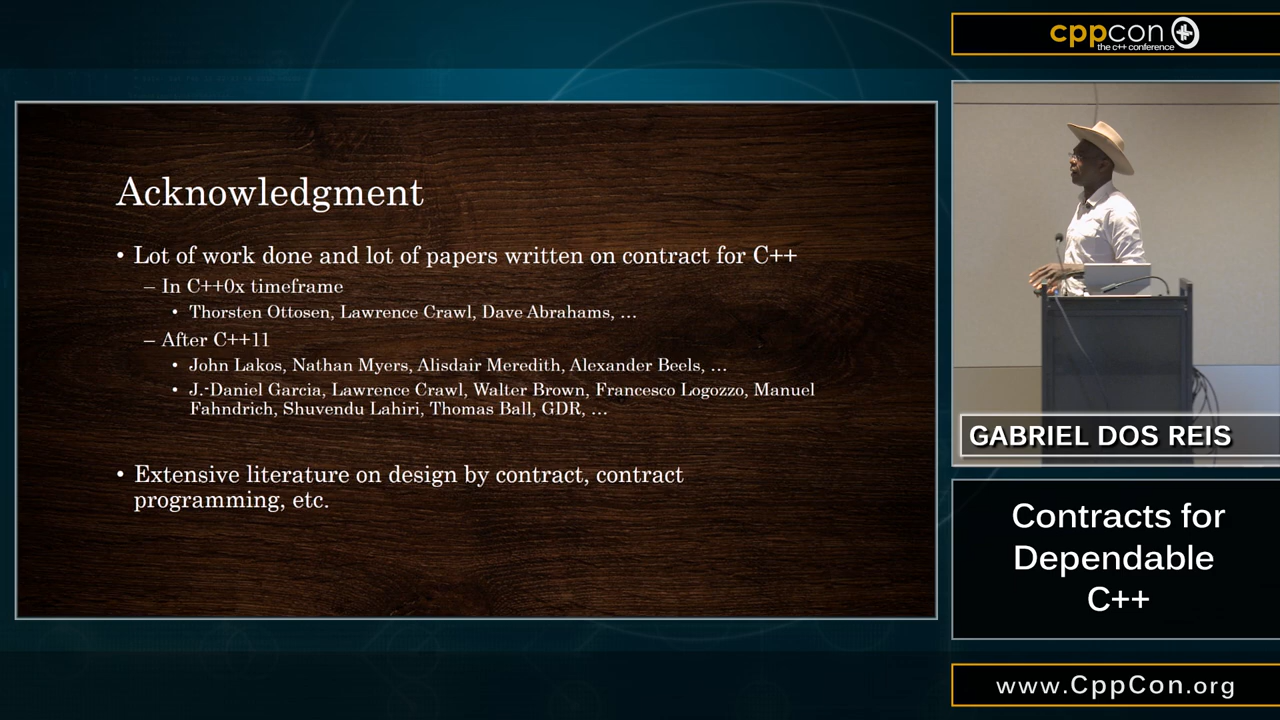 Acknowledgment
• Lot of work done and lot of papers written on contract for C++
– In C++0x timeframe
• Thorsten Ottosen, Lawrence Crawl, Dave Abrahams, …
– After C++11
• John Lakos, Nathan Myers, Alisdair Meredith, Alexander Beels, …
• J.-Daniel Garcia, Lawrence Crawl, Walter Brown, Francesco Logozzo, Manuel
Fahndrich, Shuvendu Lahiri, Thomas Ball, GDR, …
• Extensive literature on design by contract, contract
programming, etc.
cppcon
the c++ conference
GABRIEL DOS REIS
Contracts for
Dependable
C++
www.CppCon.org